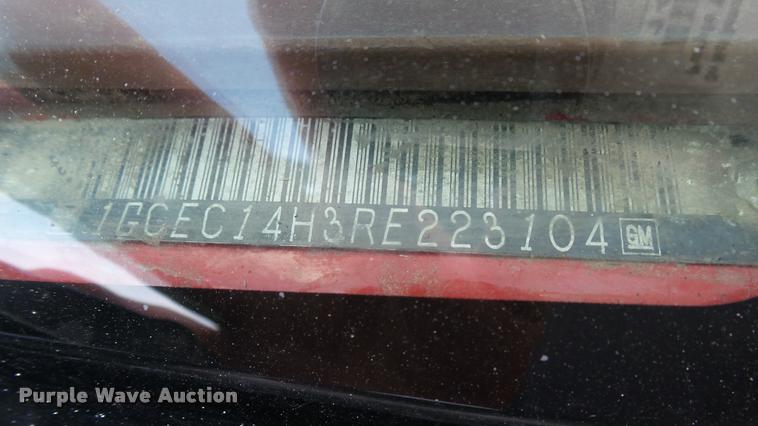 1GCEC14H3RE223104 GM
Purple Wave Auction